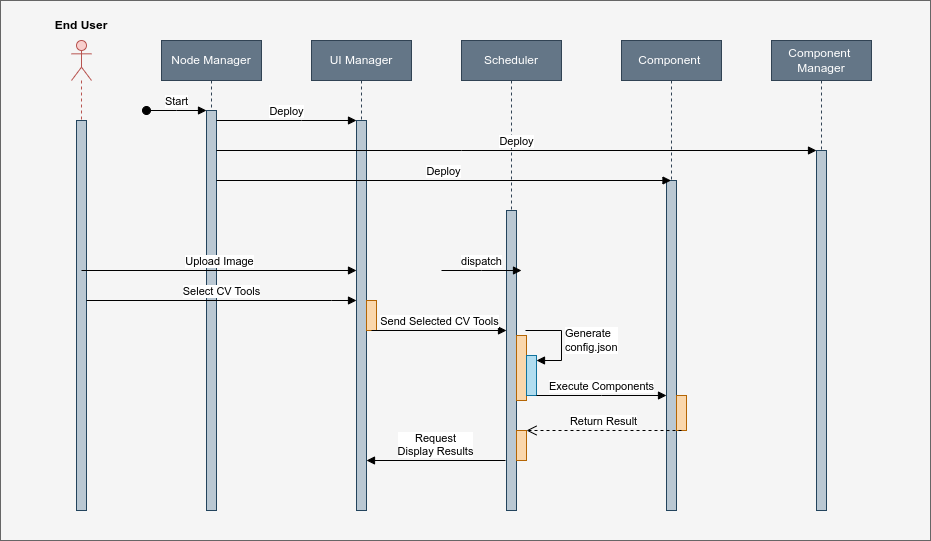 End User
Node Manager
UI Manager
Scheduler
Component
Component
Manager
Start
Deploy
Deploy
Deploy
Upload Image
dispatch
Select CV Tools
Send Selected CV Tools
Generate
config.json
Execute Components
Return Result
Request
Display Results